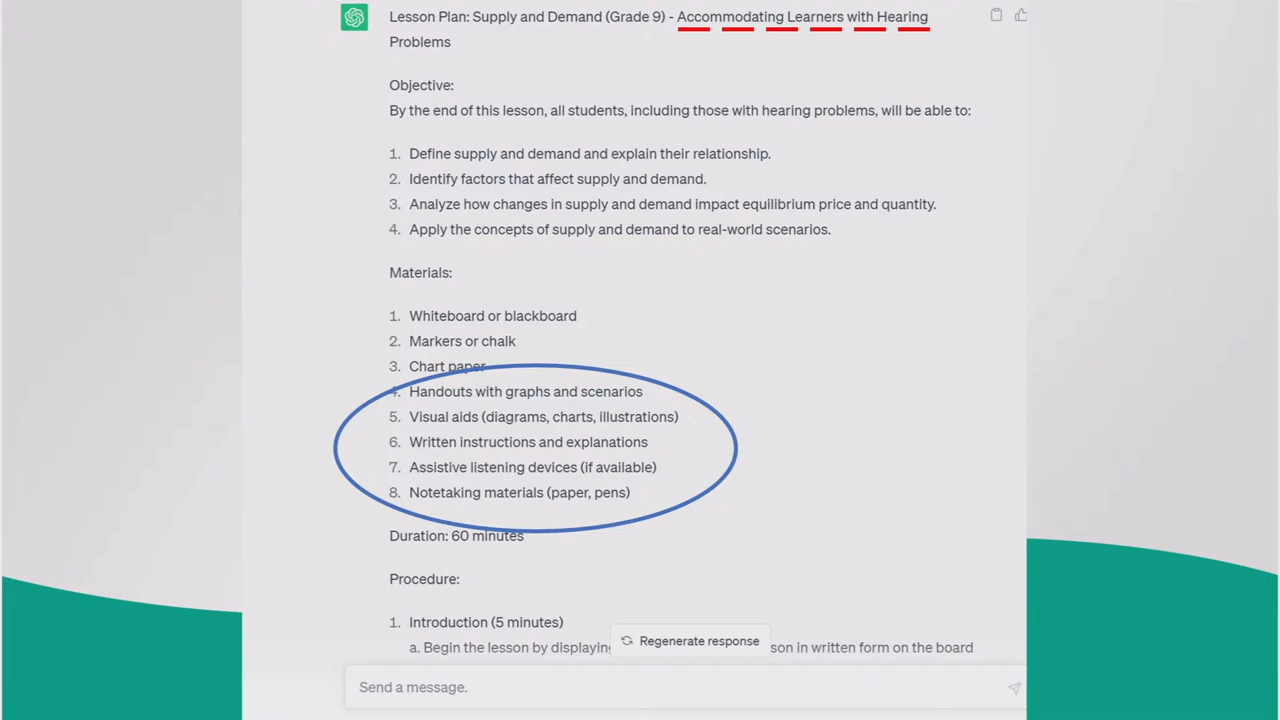 Lesson Plan: Supply and Demand (Grade 9) - Accommodating Learners with Hearing
Problems
Objective:
By the end of this lesson, all students, including those with hearing problems, will be able to:
1. Define supply and demand and explain their relationship.
2. Identify factors that affect supply and demand.
3. Analyze how changes in supply and demand impact equilibrium price and quantity.
4. Apply the concepts of supply and demand to real-world scenarios.
Materials:
1. Whiteboard or blackboard
2. Markers or chalk
3. Chart paper
4. Handouts with graphs and scenarios
5. Visual aids (diagrams, charts, illustrations)
6. Written instructions and explanations
7. Assistive listening devices (if available)
8. Notetaking materials (paper, pens)
Duration: 60 minutes
Procedure:
1. Introduction (5 minutes)
Regenerate response
a. Begin the lesson by displaying son in written form on the board
Send a message.